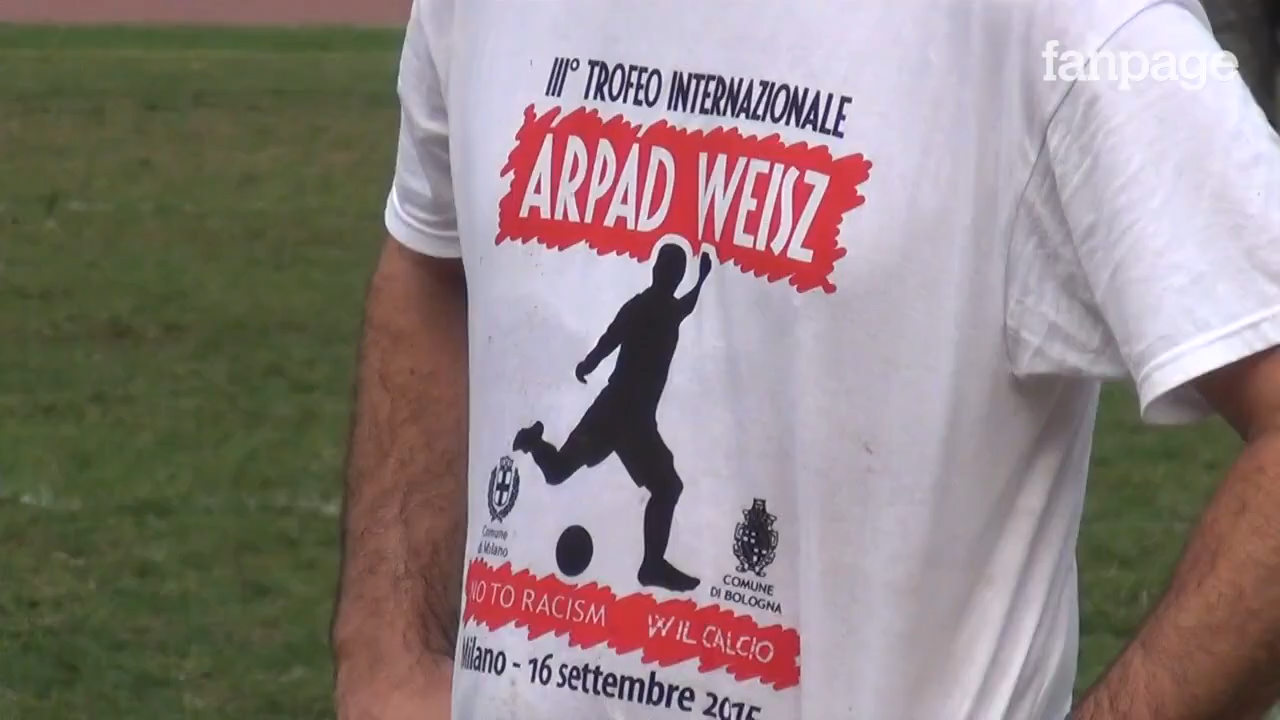 fanpage
III° TROFEO INTERNAZIONALE
ARPÁD WEISZ
Comune
di Milano
COMUNE
DI BOLOGNA
NO TO RACISM W IL CALCIO
Milano - 16 settembre 2015